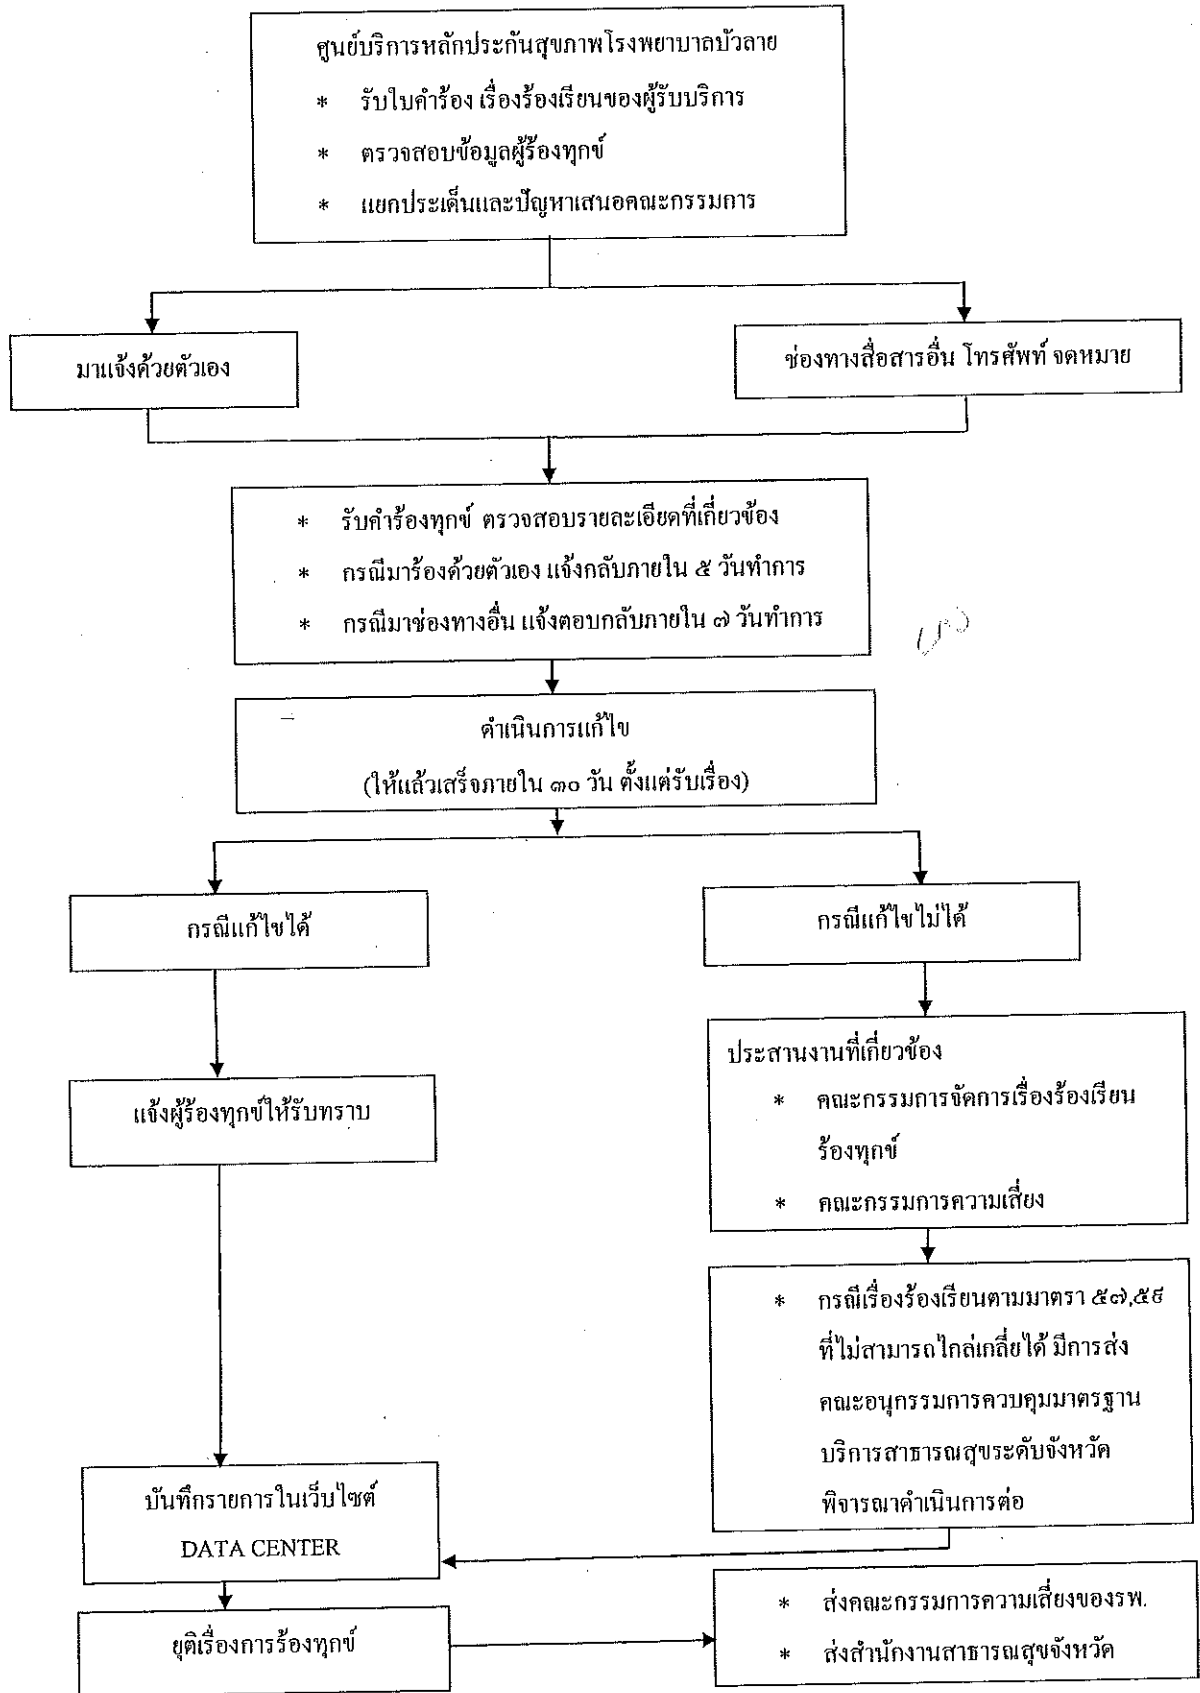 ศูนย์บริการหลักประกันสุขภาพโรงพยาบาลบัวลาย
* รับใบคำร้อง เรื่องร้องเรียนของผู้รับบริการ
* ตรวจสอบข้อมูลผู้ร้องทุกข์
* แยกประเด็นและปัญหาเสนอคณะกรรมการ
มาแจ้งด้วยตัวเอง
ช่องทางสื่อสารอื่น โทรศัพท์ จดหมาย
* รับคำร้องทุกข์ ตรวจสอบรายละเอียดที่เกี่ยวข้อง
* กรณีมาร้องด้วยตัวเอง แจ้งกลับภายใน ๕ วันทำการ
* กรณีมาช่องทางอื่น แจ้งตอบกลับภายใน ๗ วันทำการ
ดำเนินการแก้ไข
(ให้แล้วเสร็จภายใน ๓๐ วัน ตั้งแต่รับเรื่อง)
กรณีแก้ไขได้
กรณีแก้ไขไม่ได้
แจ้งผู้ร้องทุกข์ให้รับทราบ
ประสานงานที่เกี่ยวข้อง
* คณะกรรมการจัดการเรื่องร้องเรียน
ร้องทุกข์
* คณะกรรมการความเสี่ยง
* กรณีเรื่องร้องเรียนตามมาตรา ๕๗,๕๙
ที่ไม่สามารถไกล่เกลี่ยได้ มีการส่ง
คณะอนุกรรมการควบคุมมาตรฐาน
บริการสาธารณสุขระดับจังหวัด
พิจารณาดำเนินการต่อ
บันทึกรายการในเว็บไซต์
DATA CENTER
ยุติเรื่องการร้องทุกข์
* ส่งคณะกรรมการความเสี่ยงของรพ.
* ส่งสำนักงานสาธารณสุขจังหวัด